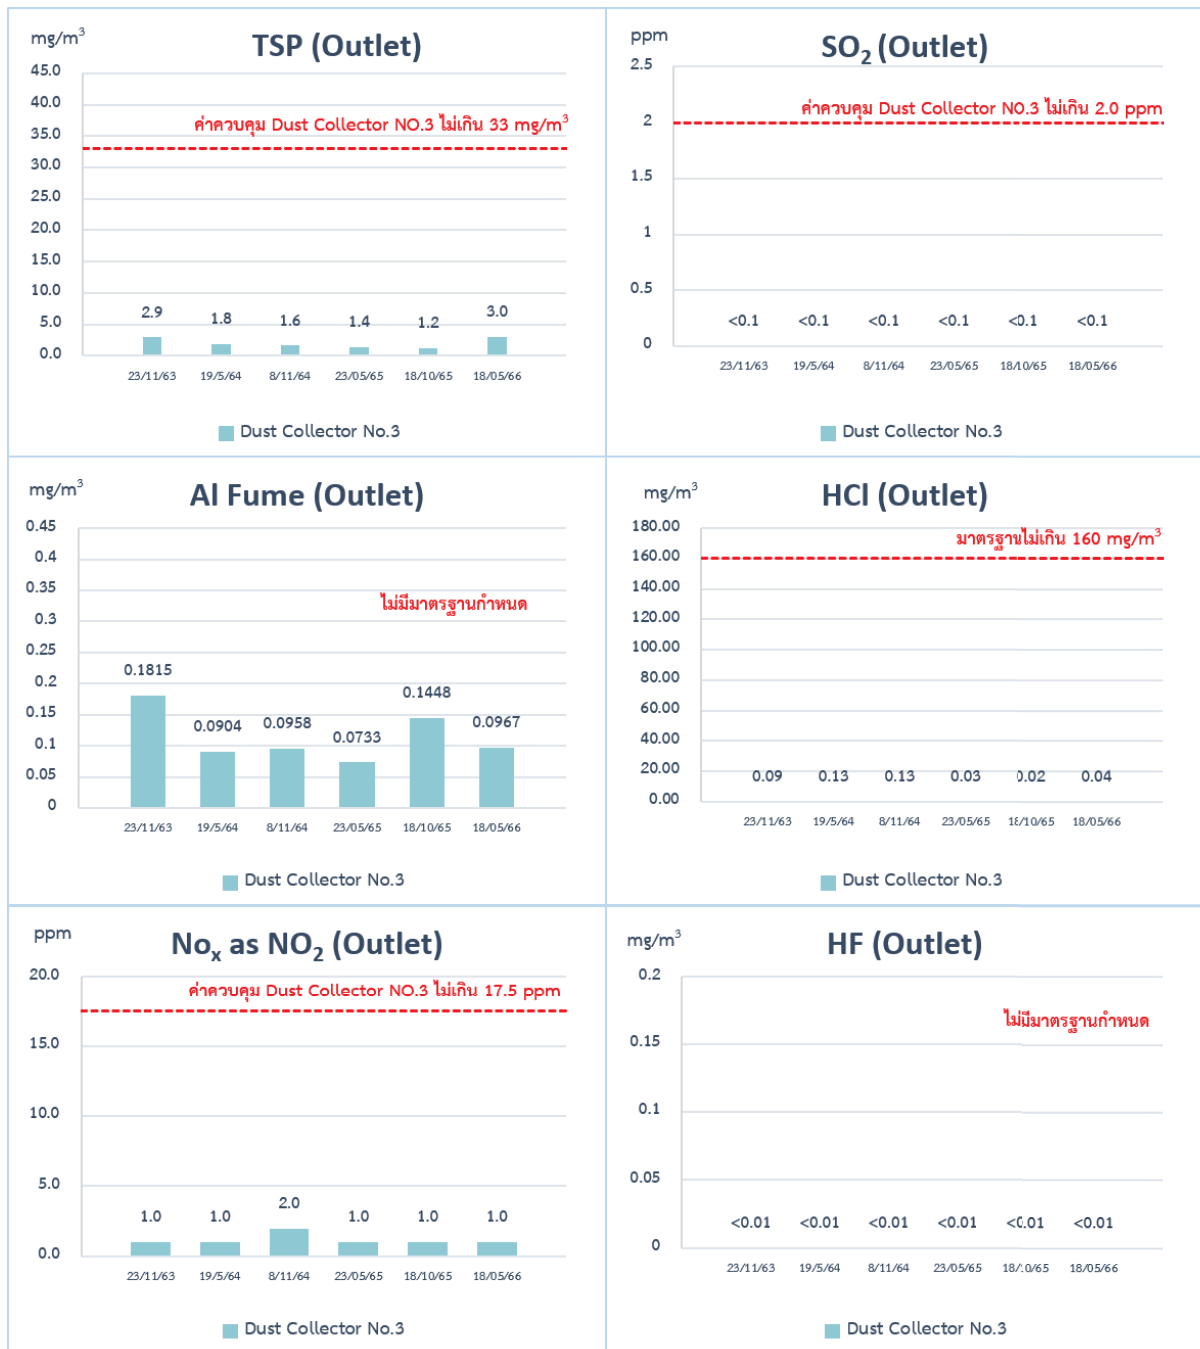 mg/m³
TSP (Outlet)
45.0
40.0
35.0
30.0
25.0
20.0
15.0
10.0
5.0
0.0
ค่าควบคุม Dust Collector NO.3 ไม่เกิน 33 mg/m³
2.9 1.8 1.6 1.4 1.2 3.0
23/11/63 19/5/64 8/11/64 23/05/65 18/10/65 18/05/66
Dust Collector No.3
ppm
SO₂ (Outlet)
2.5
2
1.5
1
0.5
0
ค่าควบคุม Dust Collector NO.3 ไม่เกิน 2.0 ppm
<0.1 <0.1 <0.1 <0.1 <0.1 <0.1
23/11/63 19/5/64 8/11/64 23/05/65 18/10/65 18/05/66
Dust Collector No.3
mg/m³
Al Fume (Outlet)
0.45
0.4
0.35
0.3
0.25
0.2
0.15
0.1
0.05
0
ไม่มีมาตรฐานกำหนด
0.1815 0.0904 0.0958 0.0733 0.1448 0.0967
23/11/63 19/5/64 8/11/64 23/05/65 18/10/65 18/05/66
Dust Collector No.3
mg/m³
HCl (Outlet)
180.00
160.00
140.00
120.00
100.00
80.00
60.00
40.00
20.00
0.00
มาตรฐานไม่เกิน 160 mg/m³
0.09 0.13 0.13 0.03 0.02 0.04
23/11/63 19/5/64 8/11/64 23/05/65 18/10/65 18/05/66
Dust Collector No.3
ppm
Noₓ as NO₂ (Outlet)
20.0
15.0
10.0
5.0
0.0
ค่าควบคุม Dust Collector NO.3 ไม่เกิน 17.5 ppm
1.0 1.0 2.0 1.0 1.0 1.0
23/11/63 19/5/64 8/11/64 23/05/65 18/10/65 18/05/66
Dust Collector No.3
mg/m³
HF (Outlet)
0.2
0.15
0.1
0.05
0
ไม่มีมาตรฐานกำหนด
<0.01 <0.01 <0.01 <0.01 <0.01 <0.01
23/11/63 19/5/64 8/11/64 23/05/65 18/10/65 18/05/66
Dust Collector No.3